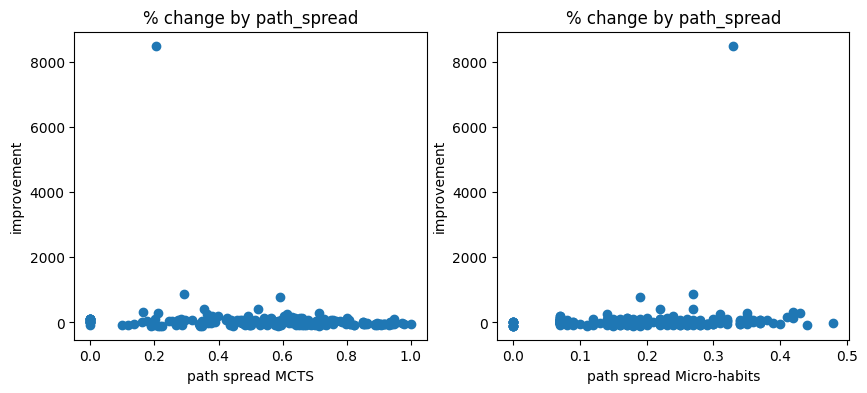 % change by path_spread
improvement
8000
6000
4000
2000
0
0.0 0.2 0.4 0.6 0.8 1.0
path spread MCTS
% change by path_spread
improvement
8000
6000
4000
2000
0
0.0 0.1 0.2 0.3 0.4 0.5
path spread Micro-habits